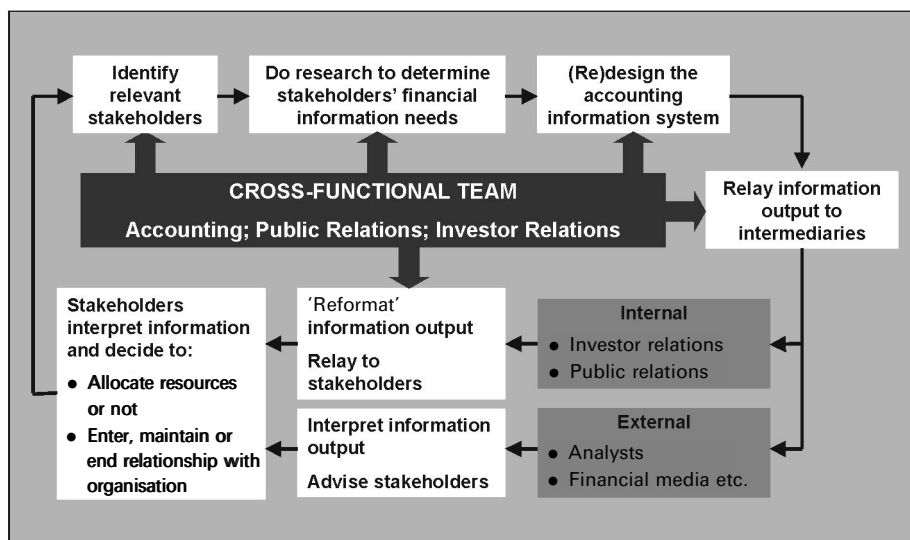 Identify
relevant
stakeholders
Do research to determine
stakeholders’ financial
information needs
(Re)design the
accounting
information system
CROSS-FUNCTIONAL TEAM
Accounting; Public Relations; Investor Relations
Relay information
output to
intermediaries
Stakeholders
interpret information
and decide to:
• Allocate resources
or not
• Enter, maintain or
end relationship with
organisation
‘Reformat’
information output
Relay to
stakeholders
Internal
• Investor relations
• Public relations
Interpret information
output
Advise stakeholders
External
• Analysts
• Financial media etc.